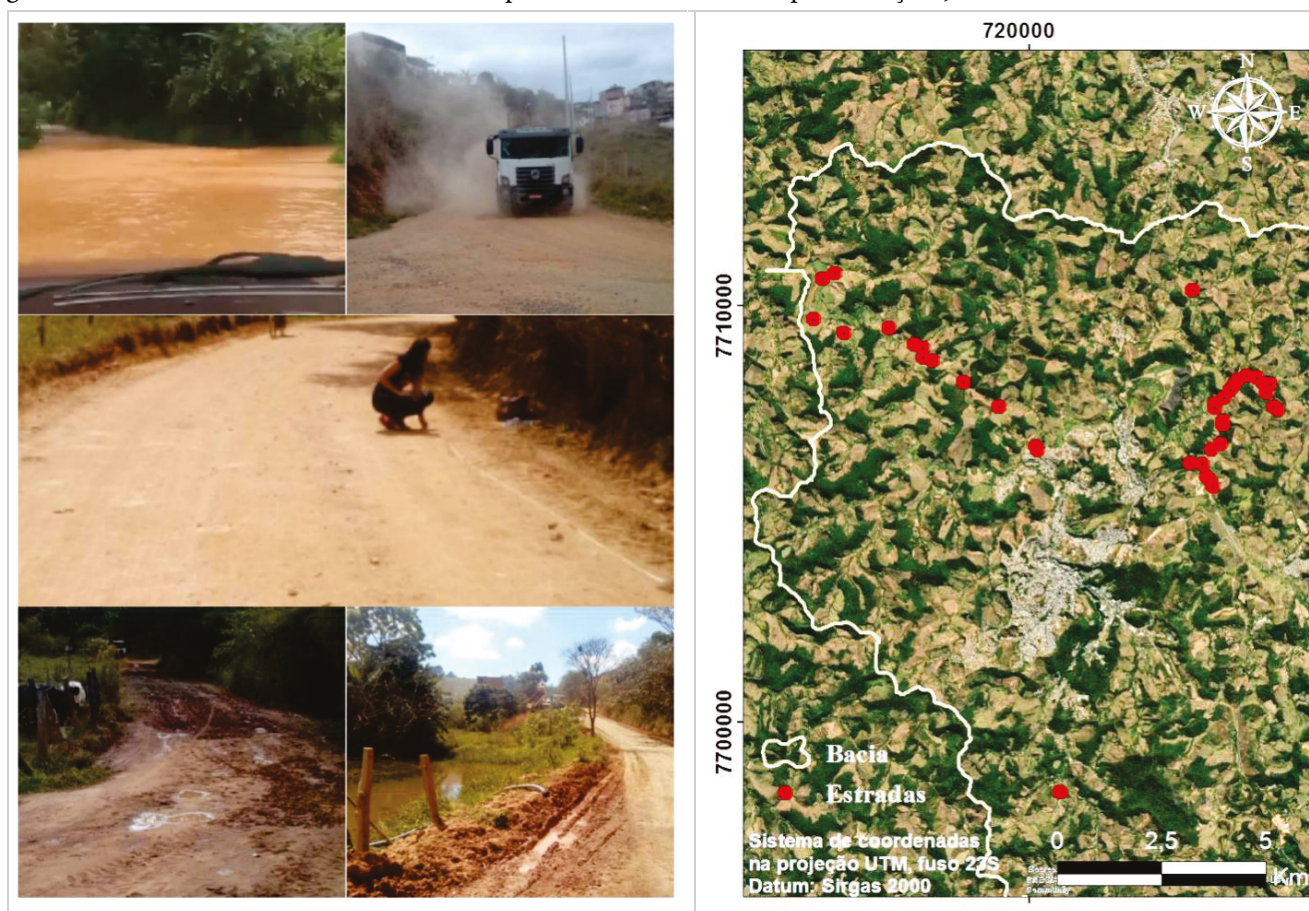 720000
N
W E
S
7710000
7700000
Bacia
Estradas
Sistema de coordenadas
na projeção UTM, fuso 23S
Datum: Sirgas 2000
0 2,5 5
Km